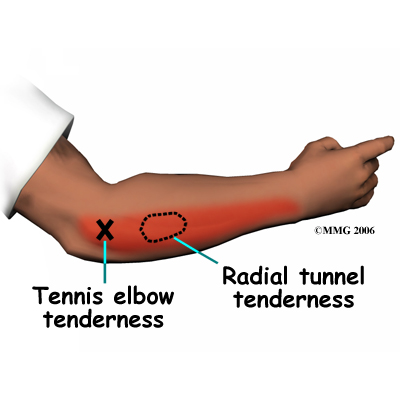 ©MMG 2006
Radial tunnel
tenderness
Tennis elbow
tenderness